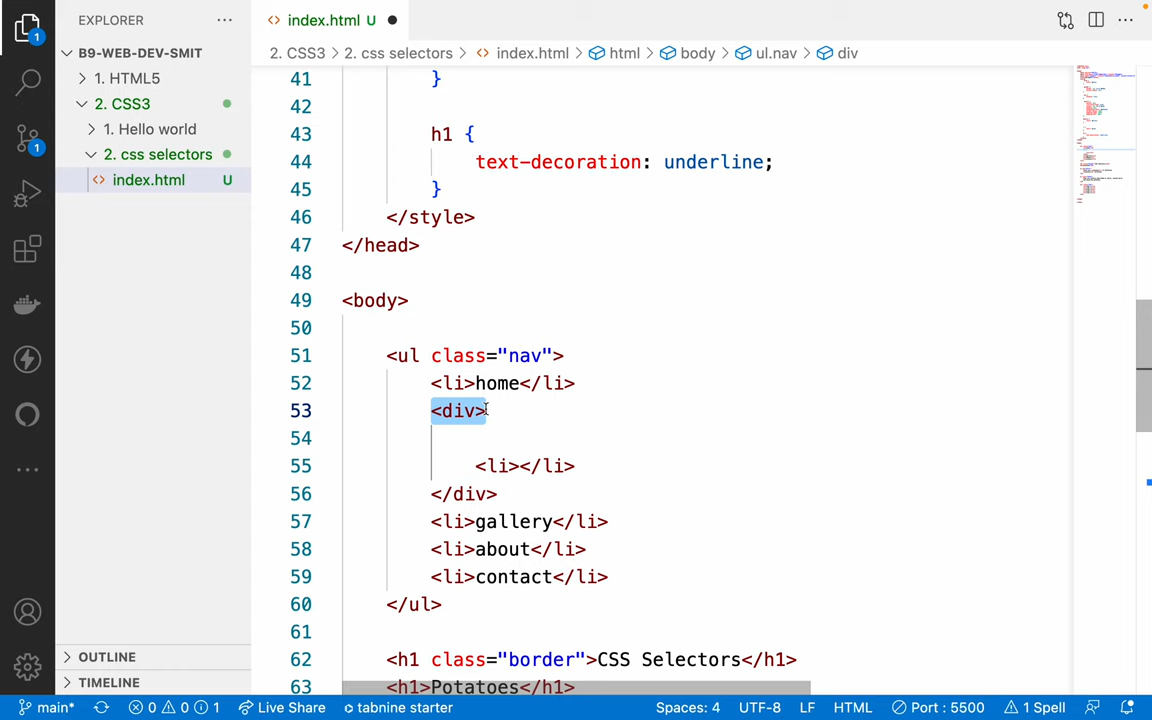 EXPLORER
index.html U
B9-WEB-DEV-SMIT
2. CSS3 > 2. css selectors > index.html > html > body > ul.nav > div
1. HTML5
2. CSS3
1. Hello world
2. css selectors
index.html U
1
1
41 }
42
43 h1 {
44 text-decoration: underline;
45 }
46 </style>
47 </head>
48
49 <body>
50
51 <ul class="nav">
52 <li>home</li>
53 <div>
54
55 <li></li>
56 </div>
57 <li>gallery</li>
58 <li>about</li>
59 <li>contact</li>
60 </ul>
61
62 <h1 class="border">CSS Selectors</h1>
63 <h1>Potatoes</h1>
OUTLINE
TIMELINE
main* 0 0 1 Live Share tabnine starter Spaces: 4 UTF-8 LF HTML Port : 5500 1 Spell